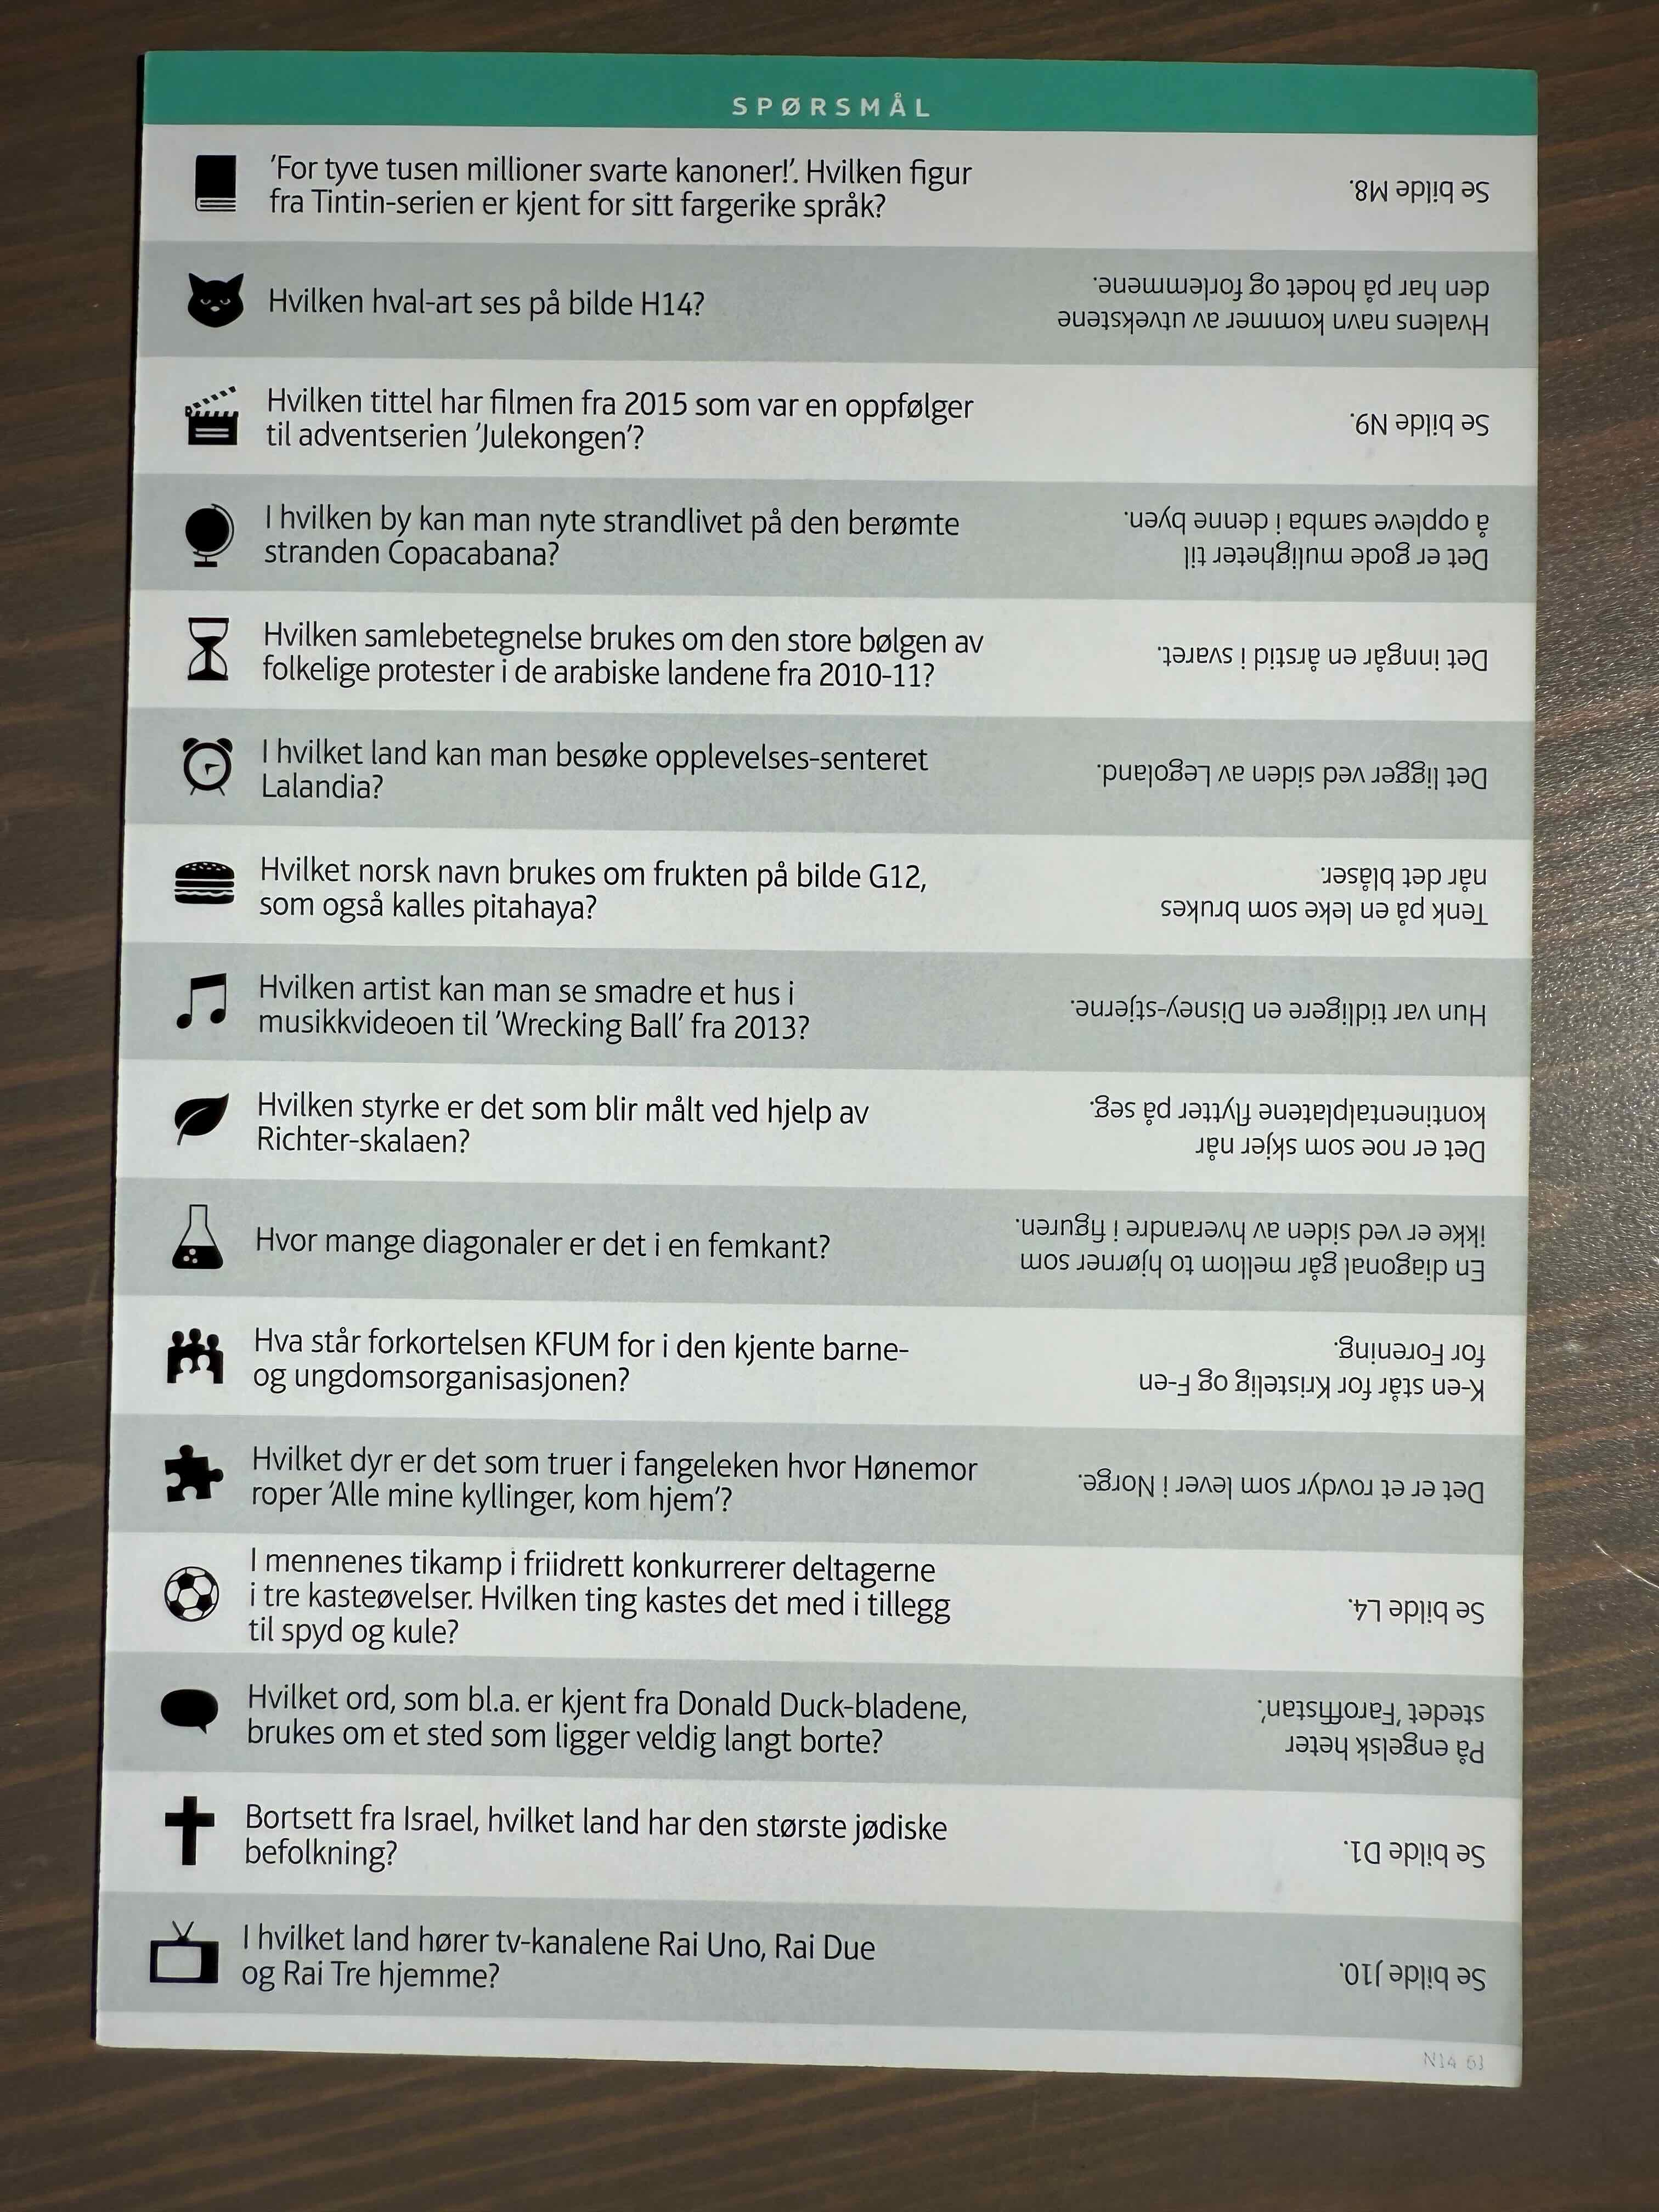 SPØRSMÅL
'For tyve tusen millioner svarte kanoner!'. Hvilken figur
fra Tintin-serien er kjent for sitt fargerike språk?
Se bilde M8.
Hvilken hval-art ses på bilde H14?
Hvalens navn kommer av utvekstene
den har på hodet og forlemmene.
Hvilken tittel har filmen fra 2015 som var en oppfølger
til adventserien 'Julekongen'?
Se bilde N9.
I hvilken by kan man nyte strandlivet på den berømte
stranden Copacabana?
Det er gode muligheter til
å oppleve samba i denne byen.
Hvilken samlebetegnelse brukes om den store bølgen av
folkelige protester i de arabiske landene fra 2010-11?
Det inngår en årstid i svaret.
I hvilket land kan man besøke opplevelses-senteret
Lalandia?
Det ligger ved siden av Legoland.
Hvilket norsk navn brukes om frukten på bilde G12,
som også kalles pitahaya?
Tenk på en leke som brukes
når det blåser.
Hvilken artist kan man se smadre et hus i
musikkvideoen til 'Wrecking Ball' fra 2013?
Hun var tidligere en Disney-stjerne.
Hvilken styrke er det som blir målt ved hjelp av
Richter-skalaen?
Det er noe som skjer når
kontinentalplatene flytter på seg.
Hvor mange diagonaler er det i en femkant?
En diagonal går mellom to hjørner som
ikke er ved siden av hverandre i figuren.
Hva står forkortelsen KFUM for i den kjente barne-
og ungdomsorganisasjonen?
K-en står for Kristelig og F-en
for Forening.
Hvilket dyr er det som truer i fangeleken hvor Hønemor
roper 'Alle mine kyllinger, kom hjem'?
Det er et rovdyr som lever i Norge.
I mennenes tikamp i friidrett konkurrerer deltagerne
i tre kasteøvelser. Hvilken ting kastes det med i tillegg
til spyd og kule?
Se bilde L4.
Hvilket ord, som bl.a. er kjent fra Donald Duck-bladene,
brukes om et sted som ligger veldig langt borte?
På engelsk heter
stedet 'Faroffistan'.
Bortsett fra Israel, hvilket land har den største jødiske
befolkning?
Se bilde D1.
I hvilket land hører tv-kanalene Rai Uno, Rai Due
og Rai Tre hjemme?
Se bilde J10.
N14 61